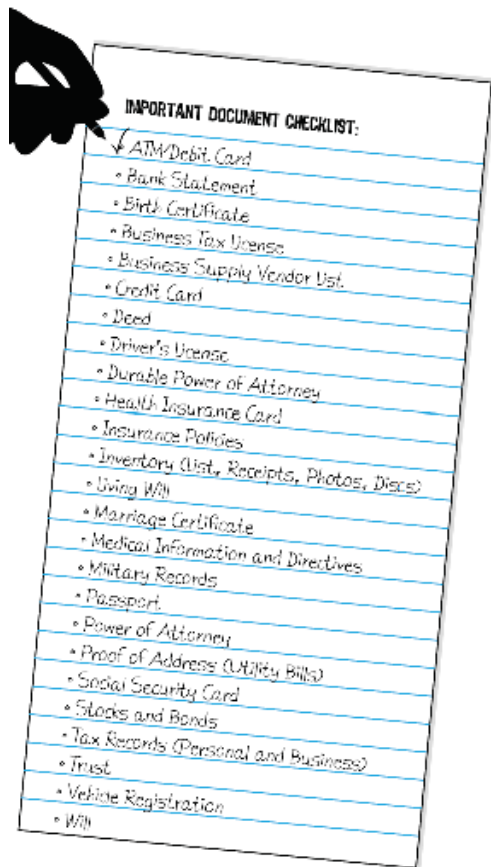 IMPORTANT DOCUMENT CHECKLIST:
ATM/Debit Card
• Bank Statement
• Birth Certificate
• Business Tax License
• Business Supply Vendor List
• Credit Card
• Deed
• Driver's License
• Durable Power of Attorney
• Health Insurance Card
• Insurance Policies
• Inventory (List, Receipts, Photos, Discs)
• Living Will
• Marriage Certificate
• Medical Information and Directives
• Military Records
• Passport
• Power of Attorney
• Proof of Address (Utility Bills)
• Social Security Card
• Stocks and Bonds
• Tax Records (Personal and Business)
• Trust
• Vehicle Registration
• Will